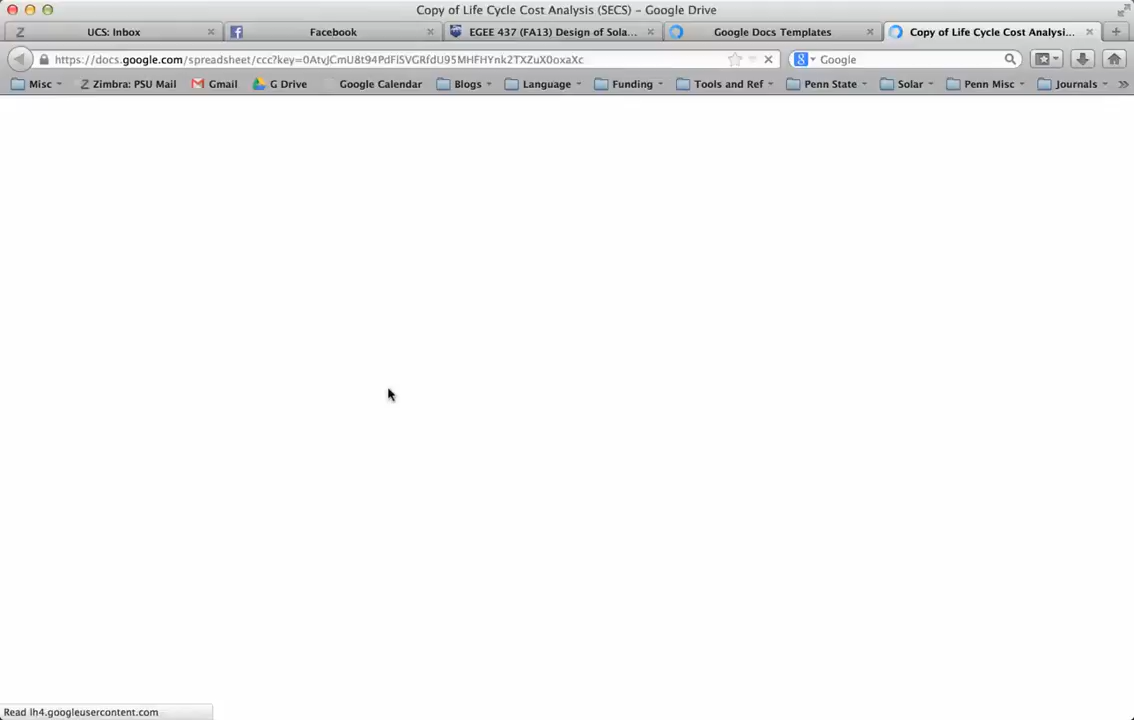 Copy of Life Cycle Cost Analysis (SECS) – Google Drive
UCS: Inbox Facebook EGEE 437 (FA13) Design of Sola... Google Docs Templates Copy of Life Cycle Cost Analysi...
https://docs.google.com/spreadsheet/ccc?key=0AtvJCmU8t94PdFlSVGRfdU95MHFHYnk2TXZuX0oxaXc Google
Misc Zimbra: PSU Mail Gmail G Drive Google Calendar Blogs Language Funding Tools and Ref Penn State Solar Penn Misc Journals
Read lh4.googleusercontent.com